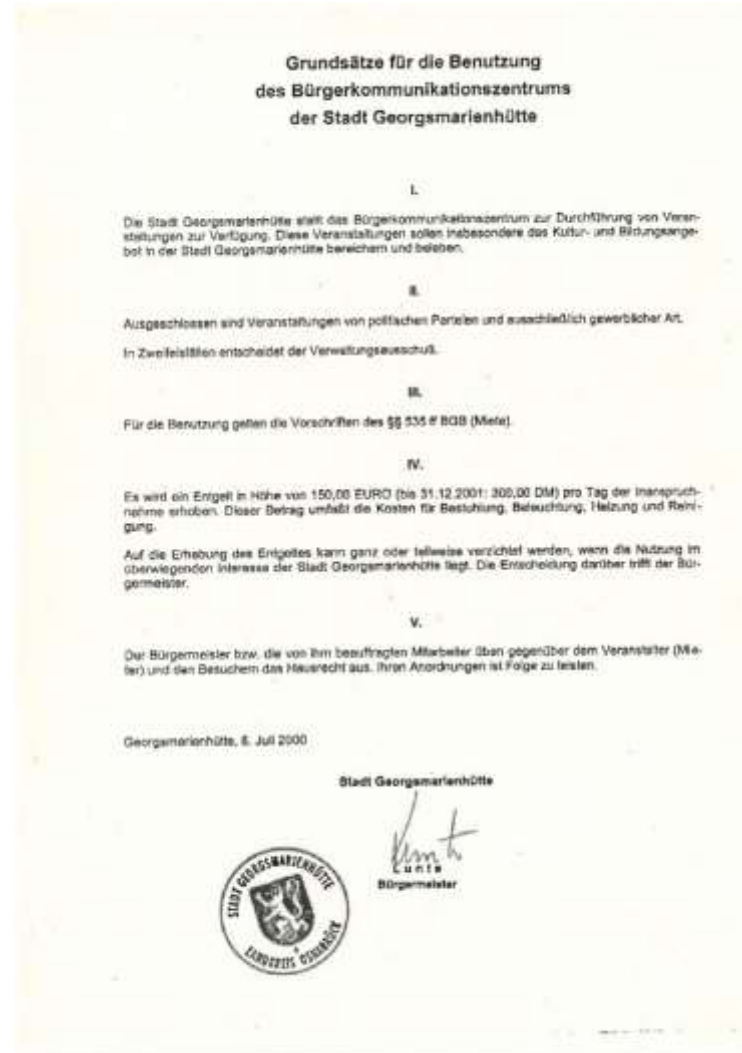 Grundsätze für die Benutzung
des Bürgerkommunikationszentrums
der Stadt Georgsmarienhütte
I.
Die Stadt Georgsmarienhütte stellt das Bürgerkommunikationszentrum zur Durchführung von Veran-
staltungen zur Verfügung. Diese Veranstaltungen sollen insbesondere das Kultur- und Bildungsange-
bot in der Stadt Georgsmarienhütte bereichern und beleben.
II.
Ausgeschlossen sind Veranstaltungen von politischen Parteien und ausschließlich gewerblicher Art.
In Zweifelsfällen entscheidet der Verwaltungsausschuß.
III.
Für die Benutzung gelten die Vorschriften des §§ 535 ff BGB (Miete).
IV.
Es wird ein Entgelt in Höhe von 150,00 EURO (bis 31.12.2001: 300,00 DM) pro Tag der Inanspruch-
nahme erhoben. Dieser Betrag umfaßt die Kosten für Bestuhlung, Beleuchtung, Heizung und Reini-
gung.
Auf die Erhebung des Entgeltes kann ganz oder teilweise verzichtet werden, wenn die Nutzung im
überwiegenden Interesse der Stadt Georgsmarienhütte liegt. Die Entscheidung darüber trifft der Bür-
germeister.
V.
Der Bürgermeister bzw. die von ihm beauftragten Mitarbeiter üben gegenüber dem Veranstalter (Mie-
ter) und den Besuchern das Hausrecht aus. Ihren Anordnungen ist Folge zu leisten.
Georgsmarienhütte, Juli 2000
Stadt Georgsmarienhütte
Lunte
Bürgermeister
STADT GEORGSMARIENHÜTTE
LANDKREIS OSNABRÜCK